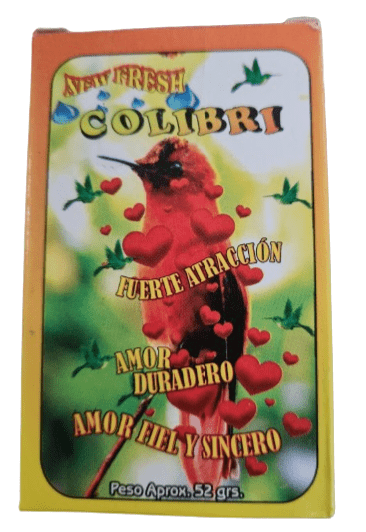 NEW FRESH
COLIBRI
FUERTE ATRACCIÓN
AMOR
DURADERO
AMOR FIEL Y SINCERO
Peso Aprox. 52 grs.